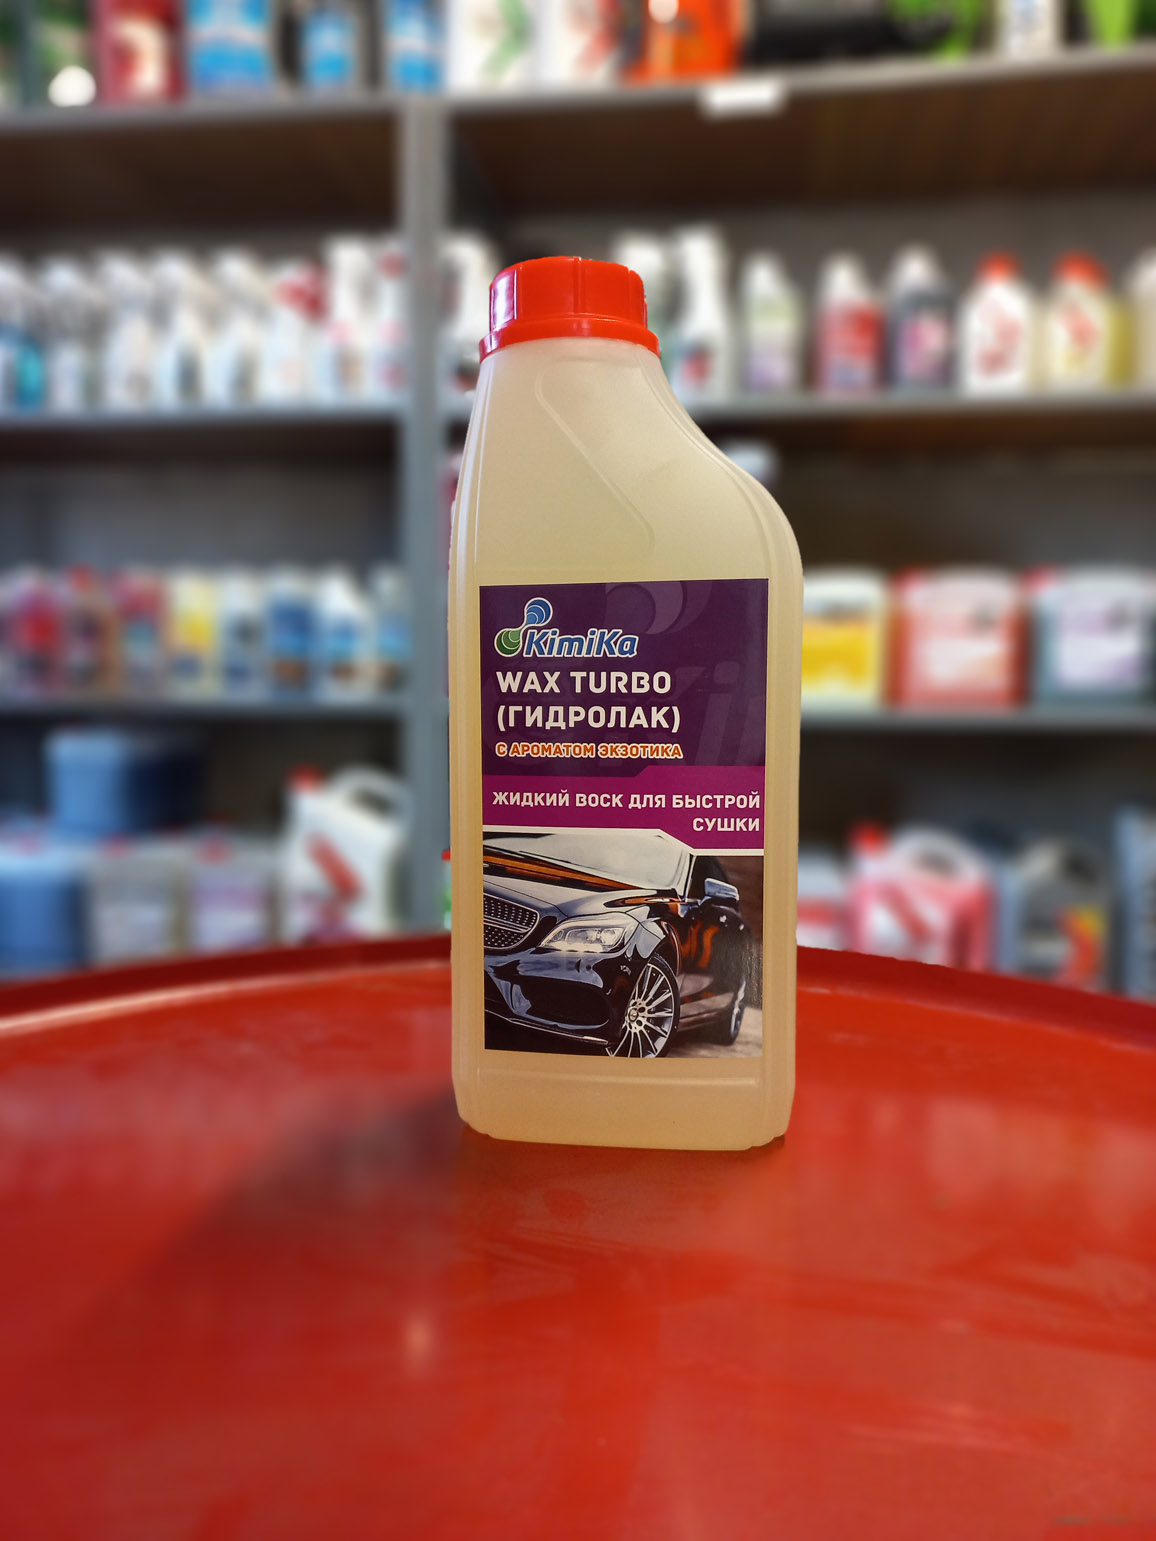 KimiKa
WAX TURBO
(ГИДРОЛАК)
С АРОМАТОМ ЭКЗОТИКА
ЖИДКИЙ ВОСК ДЛЯ БЫСТРОЙ
СУШКИ